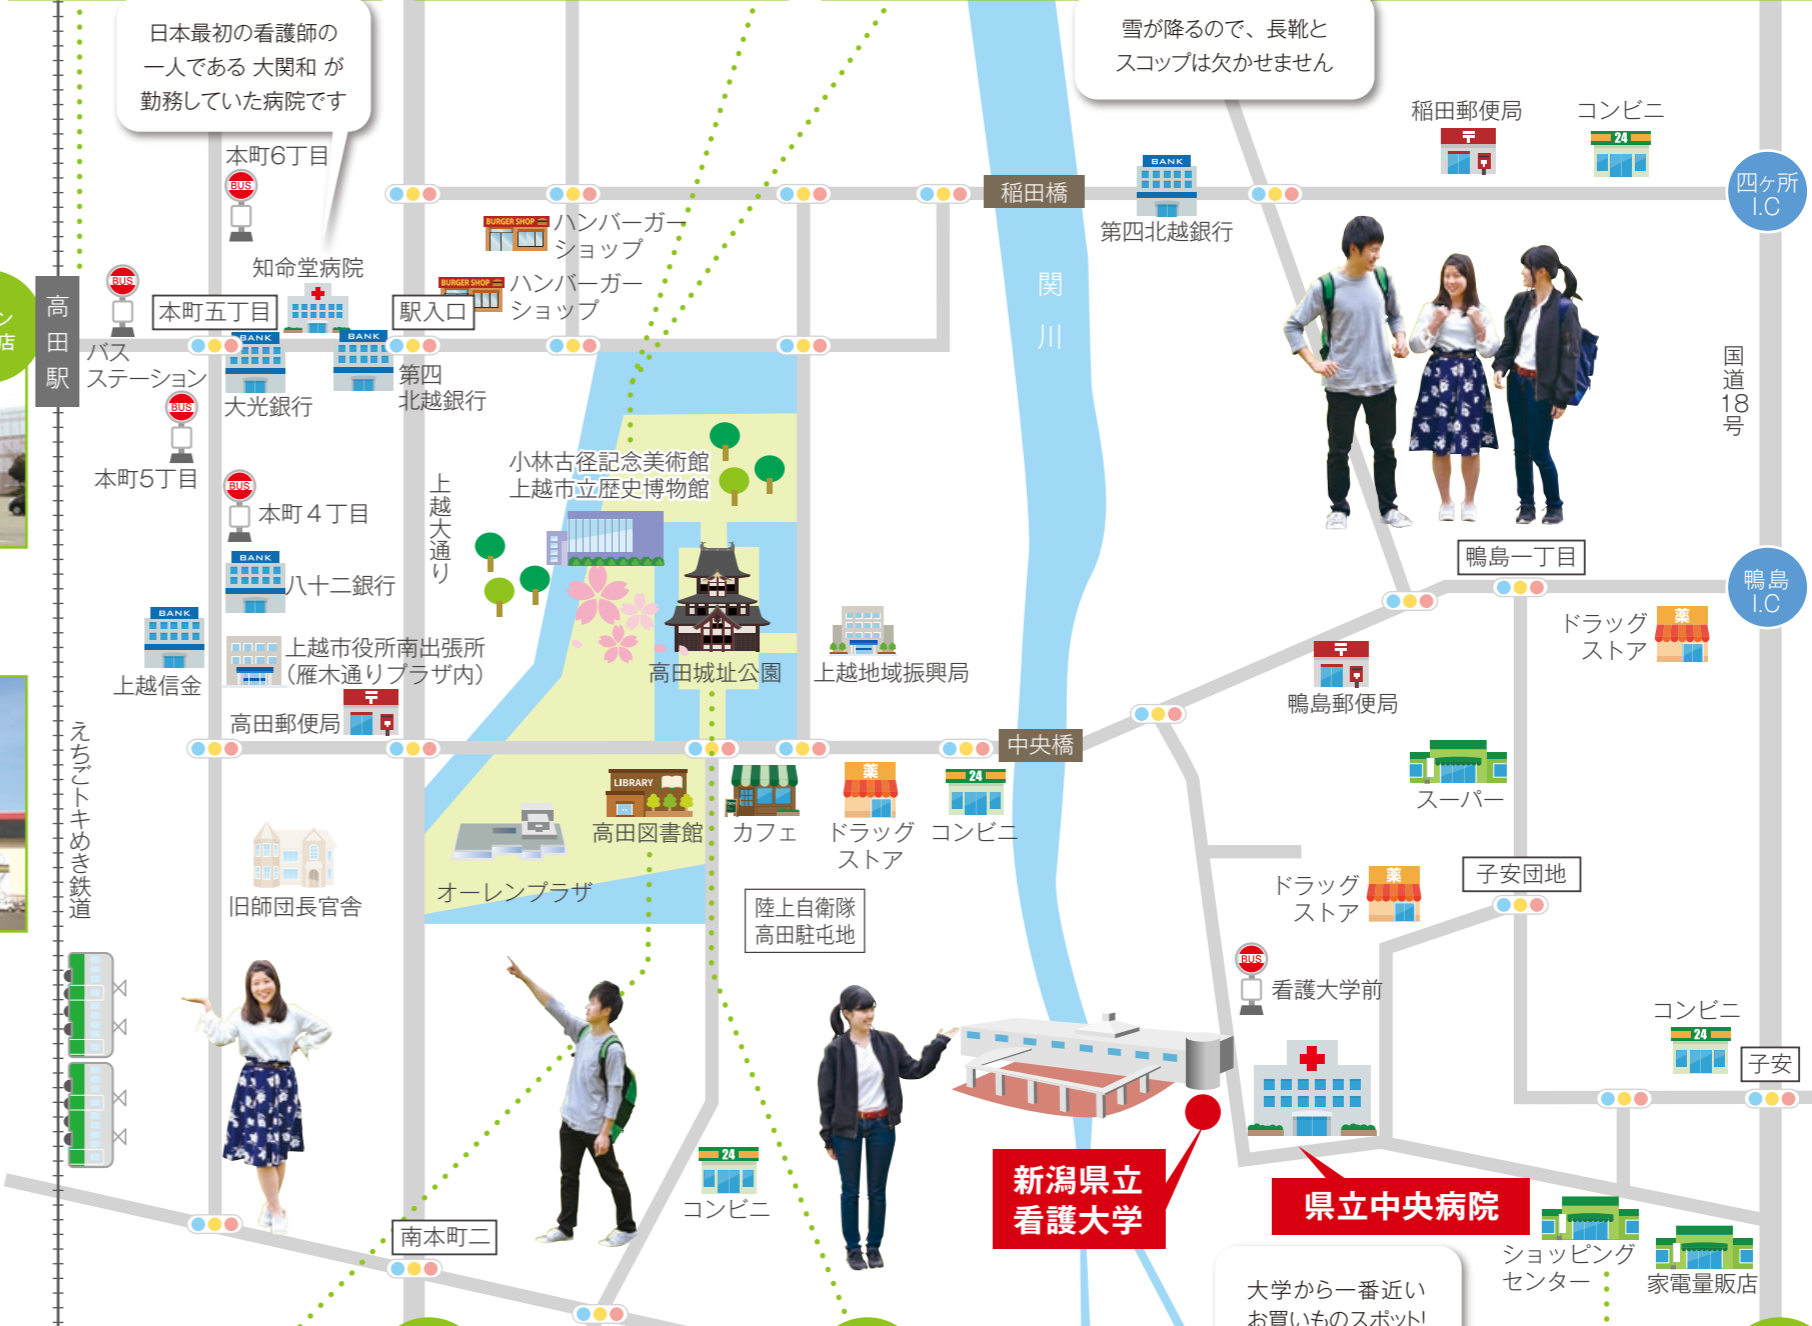 日本最初の看護師の
一人である 大関和 が
勤務していた病院です
雪が降るので、長靴と
スコップは欠かせません
稲田郵便局
コンビニ
24
四ヶ所
I.C
本町6丁目
BUS
稲田橋
BANK
第四北越銀行
BURGER SHOP
ハンバーガー
ショップ
知命堂病院
BURGER SHOP
ハンバーガー
ショップ
関川
高田駅
ン
店
BUS
バス
ステーション
本町五丁目
駅入口
BANK
大光銀行
BANK
第四
北越銀行
国道18号
BUS
本町5丁目
BUS
本町4丁目
上越大通り
小林古径記念美術館
上越市立歴史博物館
BANK
八十二銀行
BANK
上越信金
上越市役所南出張所
(雁木通りプラザ内)
高田郵便局
高田城址公園
上越地域振興局
鴨島一丁目
鴨島
I.C
ドラッグ
ストア
薬
鴨島郵便局
中央橋
えちごトキめき鉄道
スーパー
LIBRARY
高田図書館
カフェ
薬
ドラッグ
ストア
24
コンビニ
オーレンプラザ
旧師団長官舎
陸上自衛隊
高田駐屯地
ドラッグ
ストア
薬
子安団地
BUS
看護大学前
コンビニ
24
子安
新潟県立
看護大学
県立中央病院
24
コンビニ
南本町二
ショッピング
センター
家電量販店
大学から一番近い
お買いものスポット!